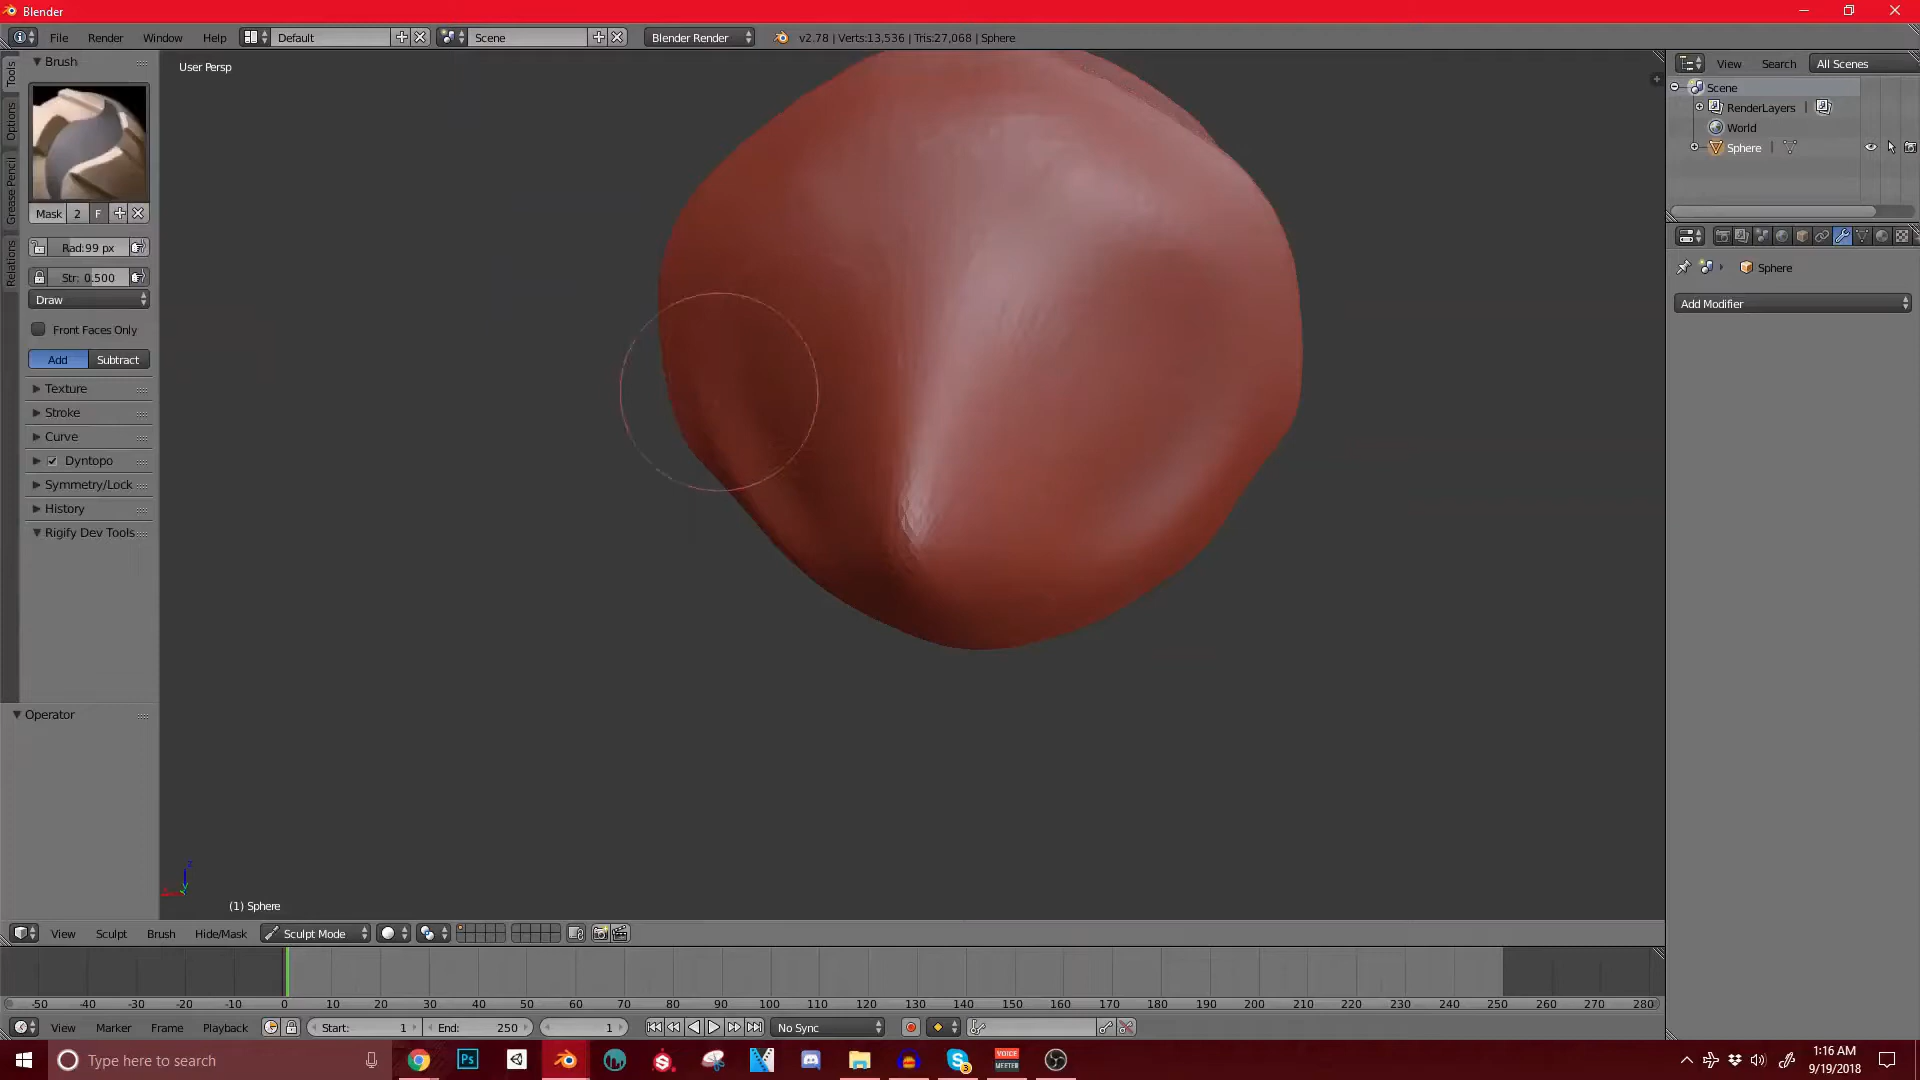 Blender
File Render Window Help Default Scene Blender Render v2.78 | Verts:13,536 | Tris:27,068 | Sphere
Brush
User Persp
View Search All Scenes
Tools
Options
Grease Pencil
Relations
Scene
RenderLayers |
World
Sphere |
Mask 2 F
Rad: 99 px
Str: 0.500
Draw
Front Faces Only
Add Subtract
Texture
Stroke
Curve
Dyntopo
Symmetry/Lock
History
Rigify Dev Tools
Sphere
Add Modifier
Operator
z
(1) Sphere
View Sculpt Brush Hide/Mask Sculpt Mode
-50 -40 -30 -20 -10 0 10 20 30 40 50 60 70 80 90 100 110 120 130 140 150 160 170 180 190 200 210 220 230 240 250 260 270 280
View Marker Frame Playback Start: 1 End: 250 1 No Sync
Type here to search
Ps
3
VOICE
MEETER
1:16 AM
9/19/2018